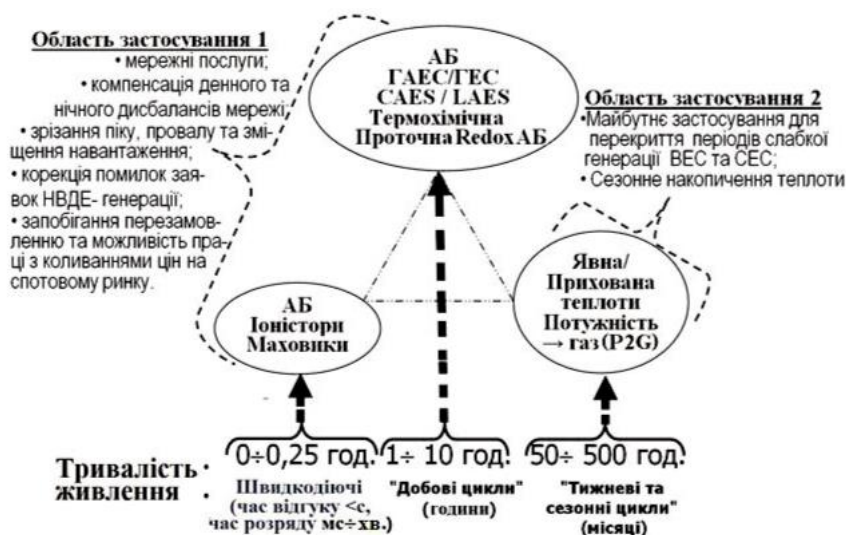 Область застосування 1
• мережні послуги;
• компенсація денного та
нічного дисбалансів мережі;
• зрізання піку, провалу та змі-
щення навантаження;
• корекція помилок зая-
вок НВДЕ- генерації;
• запобігання перезамов-
ленню та можливість пра-
ці з коливаннями цін на
спотовому ринку.
АБ
ГАЕС/ГЕС
CAES / LAES
Термохімічна
Проточна Redox АБ
Область застосування 2
•Майбутнє застосування для
перекриття періодів слабкої
генерації ВЕС та СЕС;
• Сезонне накопичення теплоти
АБ
Іоністори
Маховики
Явна/
Прихована
теплоти
Потужність
→ газ (P2G)
Тривалість
живлення
0÷0,25 год.
Швидкодіючі
(час відгуку <с,
час розряду мс÷хв.)
1÷ 10 год.
"Добові цикли"
(години)
50÷ 500 год.
"Тижневі та
сезонні цикли"
(місяці)